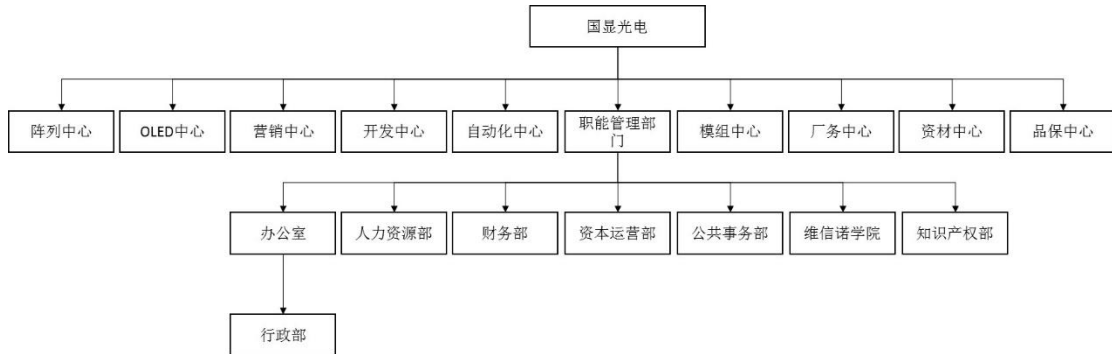 国显光电
阵列中心
OLED中心
营销中心
开发中心
自动化中心
职能管理部
门
模组中心
厂务中心
资材中心
品保中心
办公室
人力资源部
财务部
资本运营部
公共事务部
维信诺学院
知识产权部
行政部